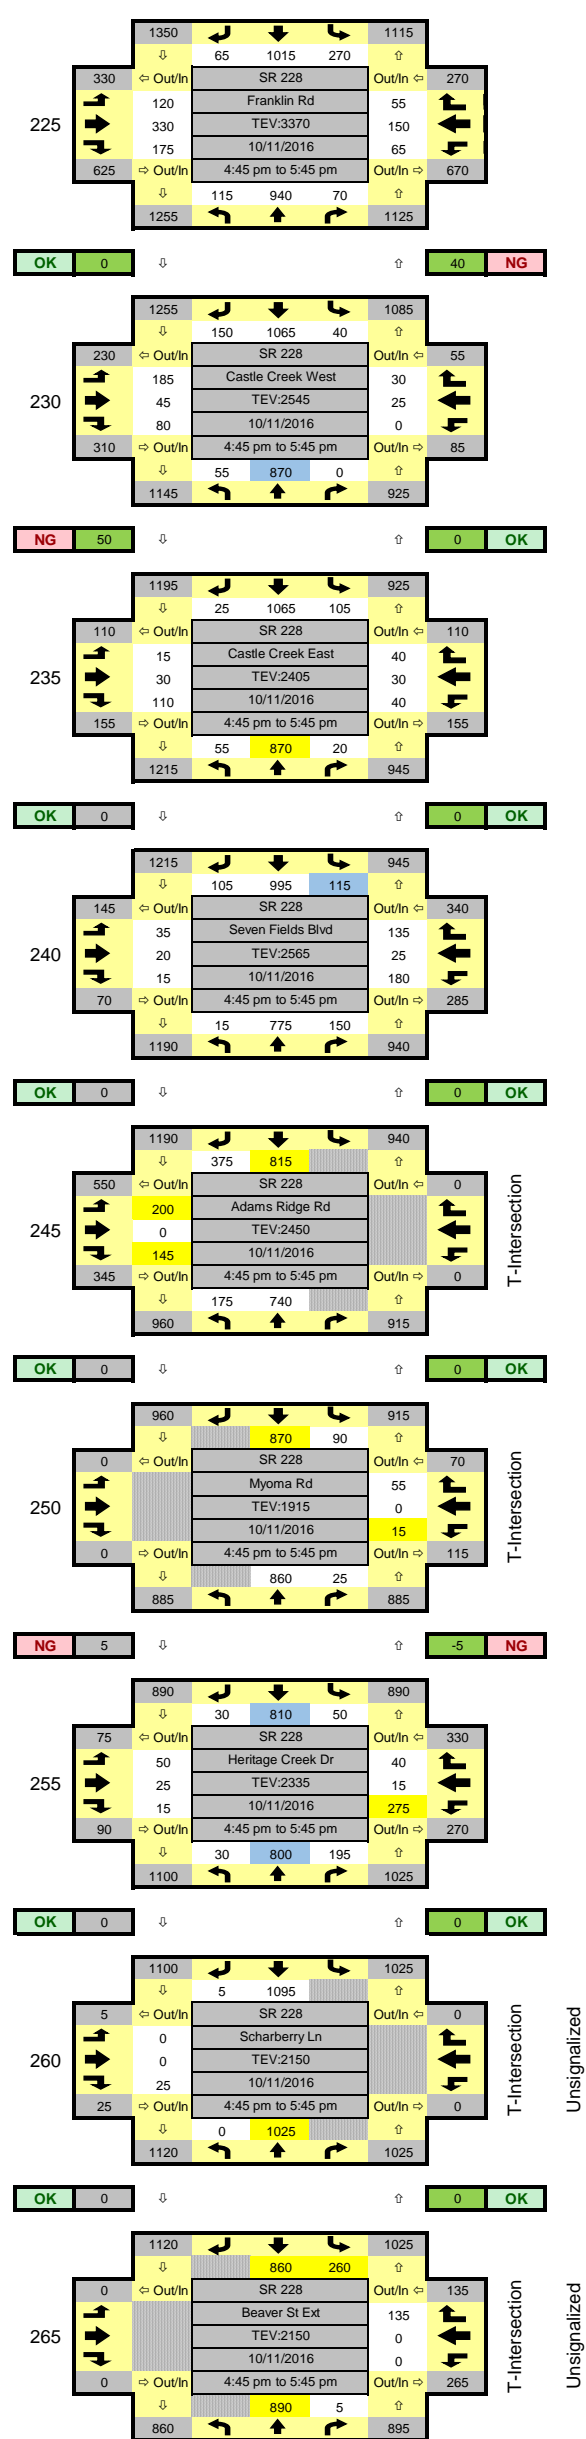 1350 1115
⇩ 65 1015 270 ⇧
330 ⇦ Out/In SR 228 Out/In ⇦ 270
120 Franklin Rd 55
225 330 TEV:3370 150
175 10/11/2016 65
625 ⇨ Out/In 4:45 pm to 5:45 pm Out/In ⇨ 670
⇩ 115 940 70 ⇧
1255 1125
OK 0 ⇩ ⇧ 40 NG
1255 1085
⇩ 150 1065 40 ⇧
230 ⇦ Out/In SR 228 Out/In ⇦ 55
185 Castle Creek West 30
230 45 TEV:2545 25
80 10/11/2016 0
310 ⇨ Out/In 4:45 pm to 5:45 pm Out/In ⇨ 85
⇩ 55 870 0 ⇧
1145 925
NG 50 ⇩ ⇧ 0 OK
1195 925
⇩ 25 1065 105 ⇧
110 ⇦ Out/In SR 228 Out/In ⇦ 110
15 Castle Creek East 40
235 30 TEV:2405 30
110 10/11/2016 40
155 ⇨ Out/In 4:45 pm to 5:45 pm Out/In ⇨ 155
⇩ 55 870 20 ⇧
1215 945
OK 0 ⇩ ⇧ 0 OK
1215 945
⇩ 105 995 115 ⇧
145 ⇦ Out/In SR 228 Out/In ⇦ 340
35 Seven Fields Blvd 135
240 20 TEV:2565 25
15 10/11/2016 180
70 ⇨ Out/In 4:45 pm to 5:45 pm Out/In ⇨ 285
⇩ 15 775 150 ⇧
1190 940
OK 0 ⇩ ⇧ 0 OK
1190 940
⇩ 375 815 ⇧
550 ⇦ Out/In SR 228 Out/In ⇦ 0
200 Adams Ridge Rd
245 0 TEV:2450 T-Intersection
145 10/11/2016
345 ⇨ Out/In 4:45 pm to 5:45 pm Out/In ⇨ 0
⇩ 175 740 ⇧
960 915
OK 0 ⇩ ⇧ 0 OK
960 915
⇩ 870 90 ⇧
0 ⇦ Out/In SR 228 Out/In ⇦ 70
Myoma Rd 55
250 TEV:1915 0 T-Intersection
10/11/2016 15
0 ⇨ Out/In 4:45 pm to 5:45 pm Out/In ⇨ 115
⇩ 860 25 ⇧
885 885
NG 5 ⇩ ⇧ -5 NG
890 890
⇩ 30 810 50 ⇧
75 ⇦ Out/In SR 228 Out/In ⇦ 330
50 Heritage Creek Dr 40
255 25 TEV:2335 15
15 10/11/2016 275
90 ⇨ Out/In 4:45 pm to 5:45 pm Out/In ⇨ 270
⇩ 30 800 195 ⇧
1100 1025
OK 0 ⇩ ⇧ 0 OK
1100 1025
⇩ 5 1095 ⇧
5 ⇦ Out/In SR 228 Out/In ⇦ 0
0 Scharberry Ln
260 0 TEV:2150 T-Intersection Unsignalized
25 10/11/2016
25 ⇨ Out/In 4:45 pm to 5:45 pm Out/In ⇨ 0
⇩ 0 1025 ⇧
1120 1025
OK 0 ⇩ ⇧ 0 OK
1120 1025
⇩ 860 260 ⇧
0 ⇦ Out/In SR 228 Out/In ⇦ 135
Beaver St Ext 135
265 TEV:2150 0 T-Intersection Unsignalized
10/11/2016 0
0 ⇨ Out/In 4:45 pm to 5:45 pm Out/In ⇨ 265
⇩ 890 5 ⇧
860 895